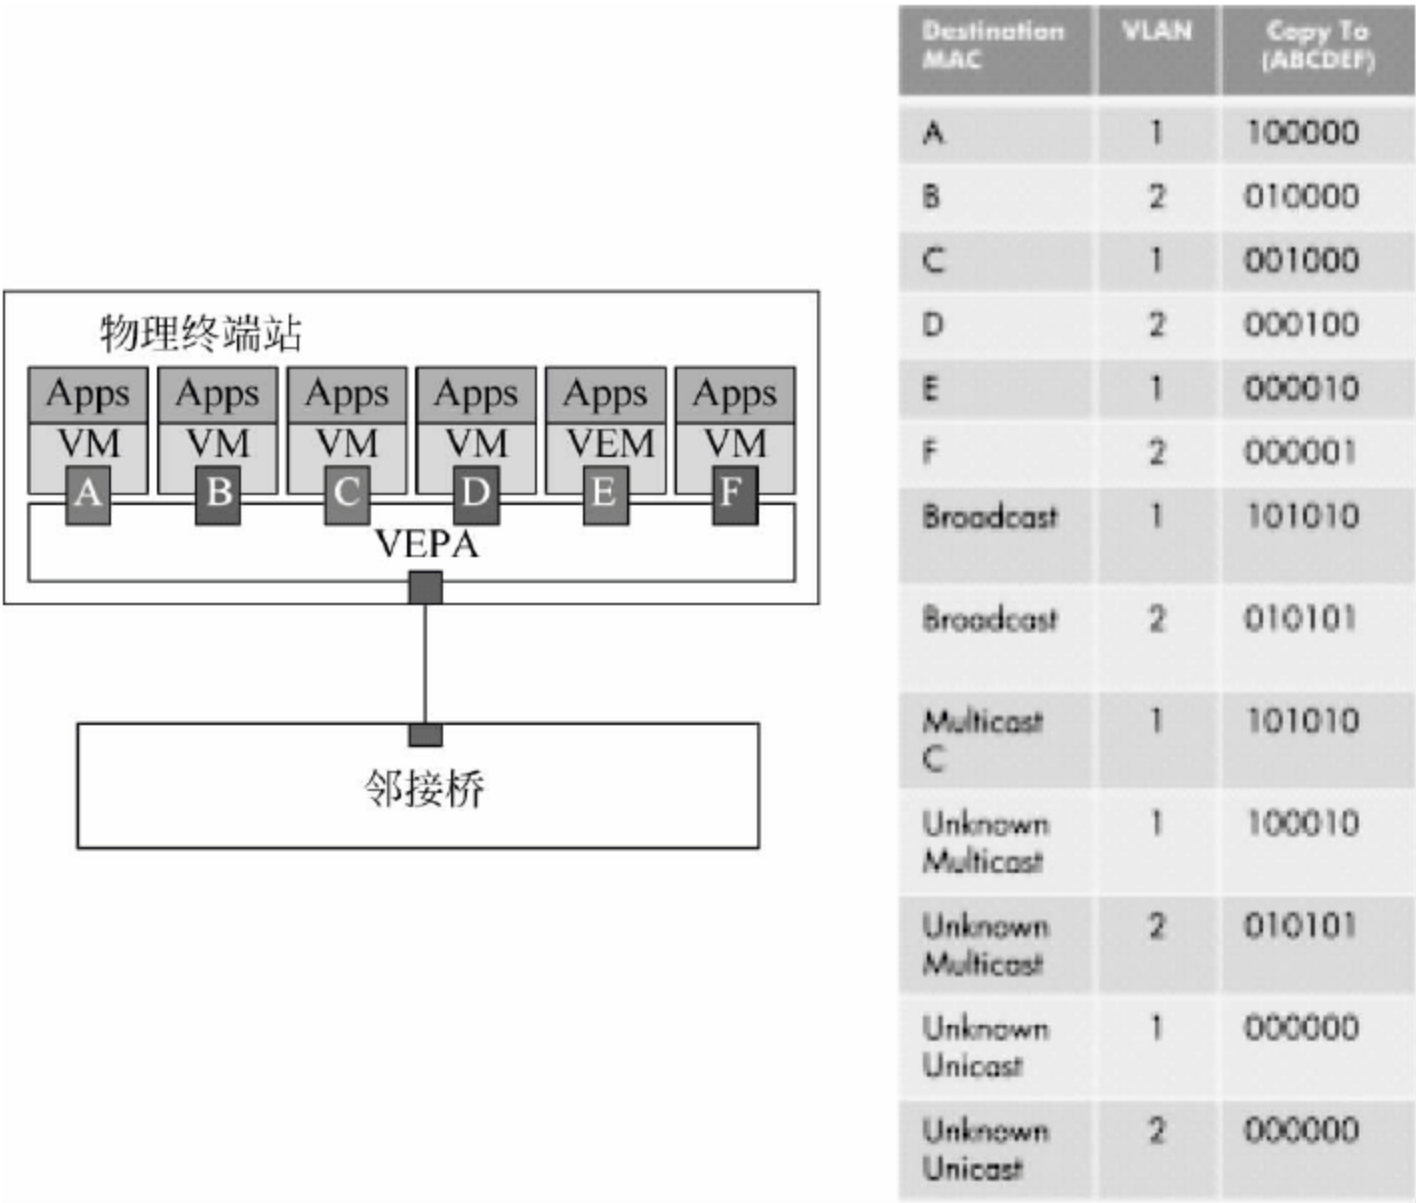 物理终端站
Apps Apps Apps Apps Apps Apps
VM VM VM VM VEM VM
A B C D E F
VEPA
邻接桥
Destination MAC VLAN Copy To (ABCDEF)
A 1 100000
B 2 010000
C 1 001000
D 2 000100
E 1 000010
F 2 000001
Broadcast 1 101010
Broadcast 2 010101
Multicast C 1 101010
Unknown Multicast 1 100010
Unknown Multicast 2 010101
Unknown Unicast 1 000000
Unknown Unicast 2 000000